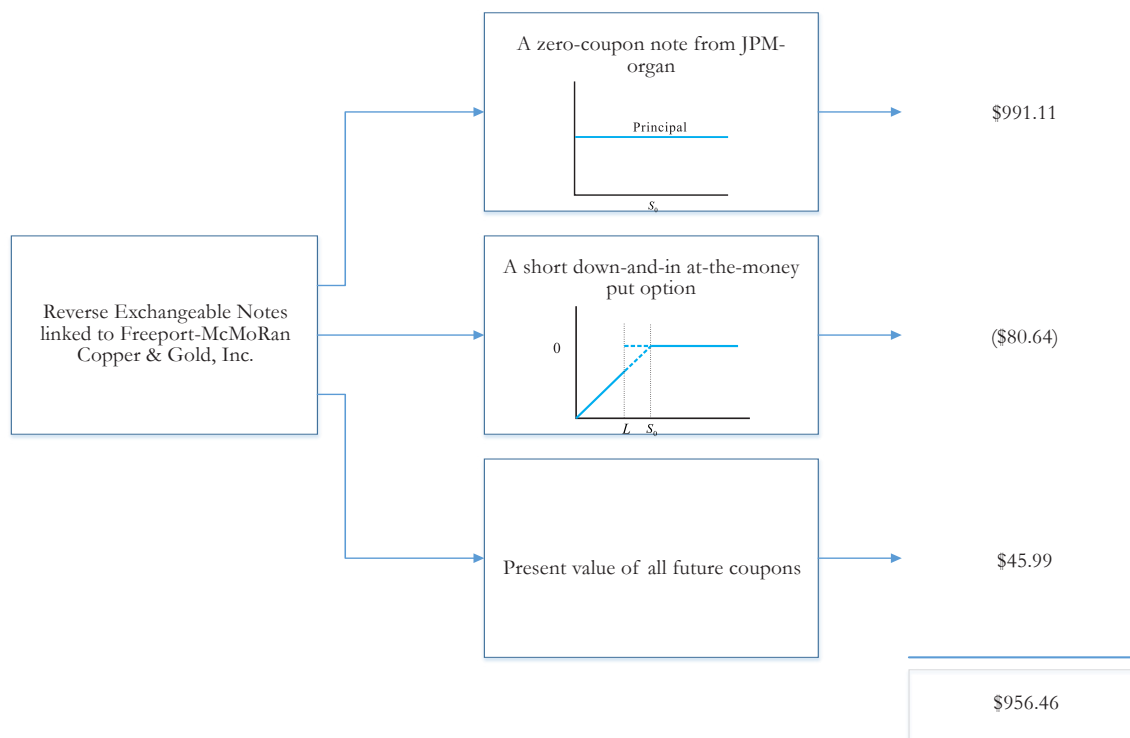 A zero-coupon note from JPM-
organ
Principal
S₀
$991.11
Reverse Exchangeable Notes
linked to Freeport-McMoRan
Copper & Gold, Inc.
A short down-and-in at-the-money
put option
0
L S₀
($80.64)
Present value of all future coupons
$45.99
$956.46